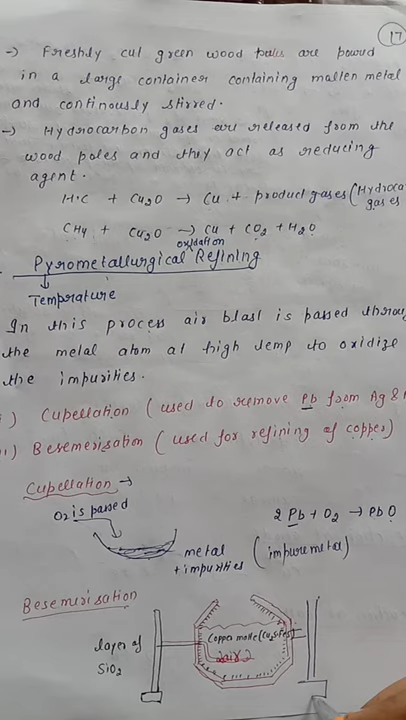 17
-) Freshly cut green wood poles are poured
in a large container containing malten metal
and continously stirred.
-) Hydrocarbon gases are released from the
wood poles and they act as reducing
agent.
H·C + Cu2O → Cu + product gases (Hydroca
gases
CH4 + Cu2O → Cu + CO2 + H2O
oxidation
Pyrometallurgical Refining
Temprature
In this process air blast is passed throu
the metal atom at high temp to oxidize
the impurities.
i) Cupellation (used to remove Pb from Ag &
ii) Besemerisation (used for refining of copper)
Cupellation →
O2 is passed
2Pb + O2 → PbO
metal
+ impurities
(impure metal)
Besemerisation
layer of
SiO2
Copper matte (Cu2S+FeS)